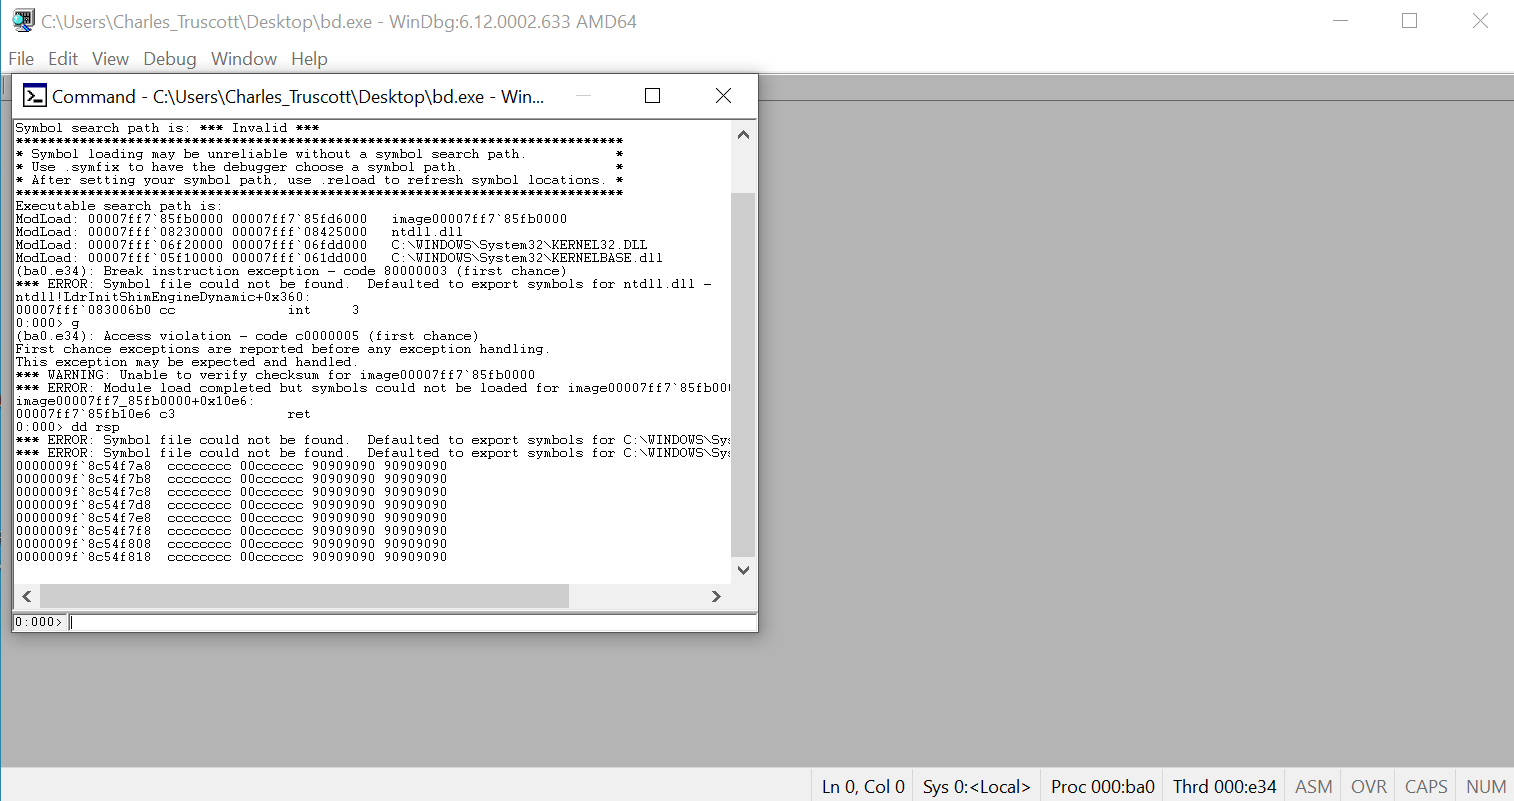 C:\Users\Charles_Truscott\Desktop\bd.exe - WinDbg:6.12.0002.633 AMD64
File Edit View Debug Window Help
Command - C:\Users\Charles_Truscott\Desktop\bd.exe - Win...
Symbol search path is: *** Invalid ***
****************************************************************************
* Symbol loading may be unreliable without a symbol search path.           *
* Use .symfix to have the debugger choose a symbol path.                   *
* After setting your symbol path, use .reload to refresh symbol locations. *
****************************************************************************
Executable search path is:
ModLoad: 00007ff7`85fb0000 00007ff7`85fd6000   image00007ff7`85fb0000
ModLoad: 00007fff`08230000 00007fff`08425000   ntdll.dll
ModLoad: 00007fff`06f20000 00007fff`06fdd000   C:\WINDOWS\System32\KERNEL32.DLL
ModLoad: 00007fff`05f10000 00007fff`061dd000   C:\WINDOWS\System32\KERNELBASE.dll
(ba0.e34): Break instruction exception - code 80000003 (first chance)
*** ERROR: Symbol file could not be found.  Defaulted to export symbols for ntdll.dll -
ntdll!LdrInitShimEngineDynamic+0x360:
00007fff`083006b0 cc              int     3
0:000> g
(ba0.e34): Access violation - code c0000005 (first chance)
First chance exceptions are reported before any exception handling.
This exception may be expected and handled.
*** WARNING: Unable to verify checksum for image00007ff7`85fb0000
*** ERROR: Module load completed but symbols could not be loaded for image00007ff7`85fb00
image00007ff7_85fb0000+0x10e6:
00007ff7`85fb10e6 c3              ret
0:000> dd rsp
*** ERROR: Symbol file could not be found.  Defaulted to export symbols for C:\WINDOWS\Sys
*** ERROR: Symbol file could not be found.  Defaulted to export symbols for C:\WINDOWS\Sys
0000009f`8c54f7a8  cccccccc 00cccccc 90909090 90909090
0000009f`8c54f7b8  cccccccc 00cccccc 90909090 90909090
0000009f`8c54f7c8  cccccccc 00cccccc 90909090 90909090
0000009f`8c54f7d8  cccccccc 00cccccc 90909090 90909090
0000009f`8c54f7e8  cccccccc 00cccccc 90909090 90909090
0000009f`8c54f7f8  cccccccc 00cccccc 90909090 90909090
0000009f`8c54f808  cccccccc 00cccccc 90909090 90909090
0000009f`8c54f818  cccccccc 00cccccc 90909090 90909090
0:000>
Ln 0, Col 0 Sys 0:<Local> Proc 000:ba0 Thrd 000:e34 ASM OVR CAPS NUM